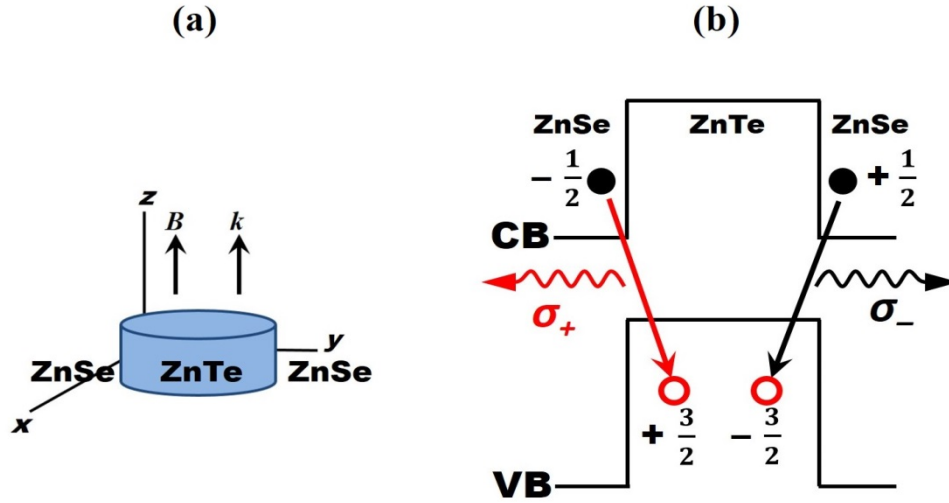 (a)
z
B
k
ZnSe
ZnTe
ZnSe
y
x
(b)
ZnSe
ZnTe
ZnSe
− 1/2
+ 1/2
CB
σ+
σ−
+ 3/2
− 3/2
VB